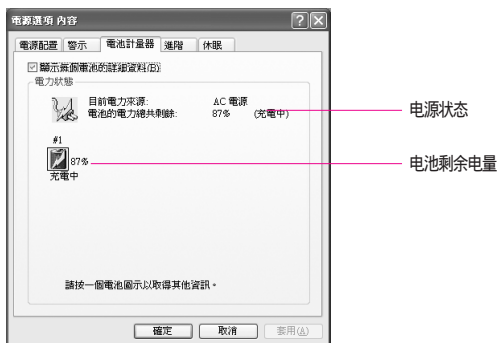 電源選項 內容
電源配置 警示 電池計量器 進階 休眠
顯示無個電池的詳細資料(D)
電力狀態
目前電力來源: AC 電源
電池的電力總共剩餘: 87% (充電中)
电源状态
#1
87%
电池剩余电量
充電中
請按一個電池圖示以取得其他資訊。
確定 取消 套用(A)